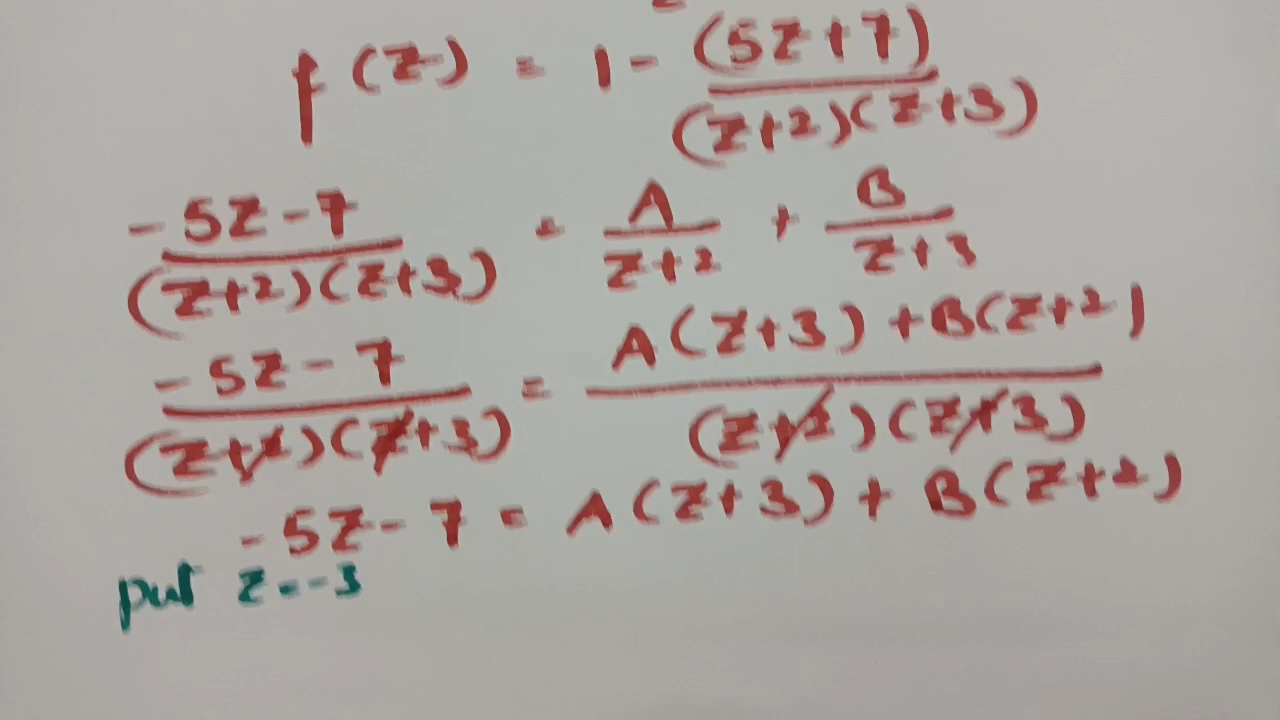 f(z) = 1 - (5z+7)/(z+2)(z+3)
(-5z-7)/(z+2)(z+3) = A/(z+2) + B/(z+3)
(-5z-7)/(z+2)(z+3) = (A(z+3)+B(z+2))/(z+2)(z+3)
-5z-7 = A(z+3) + B(z+2)
put z=-3